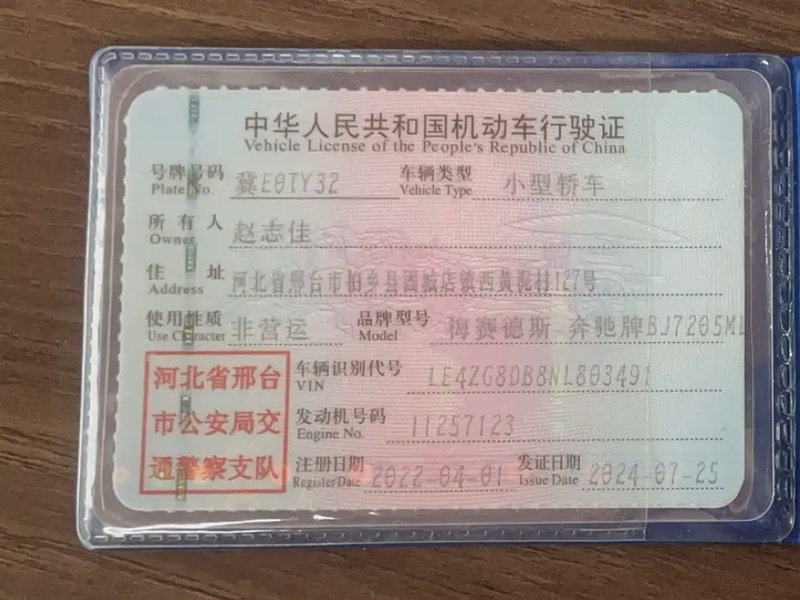 中华人民共和国机动车行驶证
Vehicle License of the People's Republic of China
号牌号码 冀E0TY32 车辆类型 小型轿车
Plate No. Vehicle Type
所有人 赵志佳
Owner
住址 河北省邢台市柏乡县固城店镇西黄泥村127号
Address
使用性质 非营运 品牌型号 梅赛德斯 奔驰牌BJ7205ML
Use Character Model
河北省邢台 车辆识别代号 LE4ZG8DB8NL803491
VIN
市公安局交 发动机号码 11257123
Engine No.
通警察支队 注册日期 2022-04-01 发证日期 2024-07-25
Register Date Issue Date